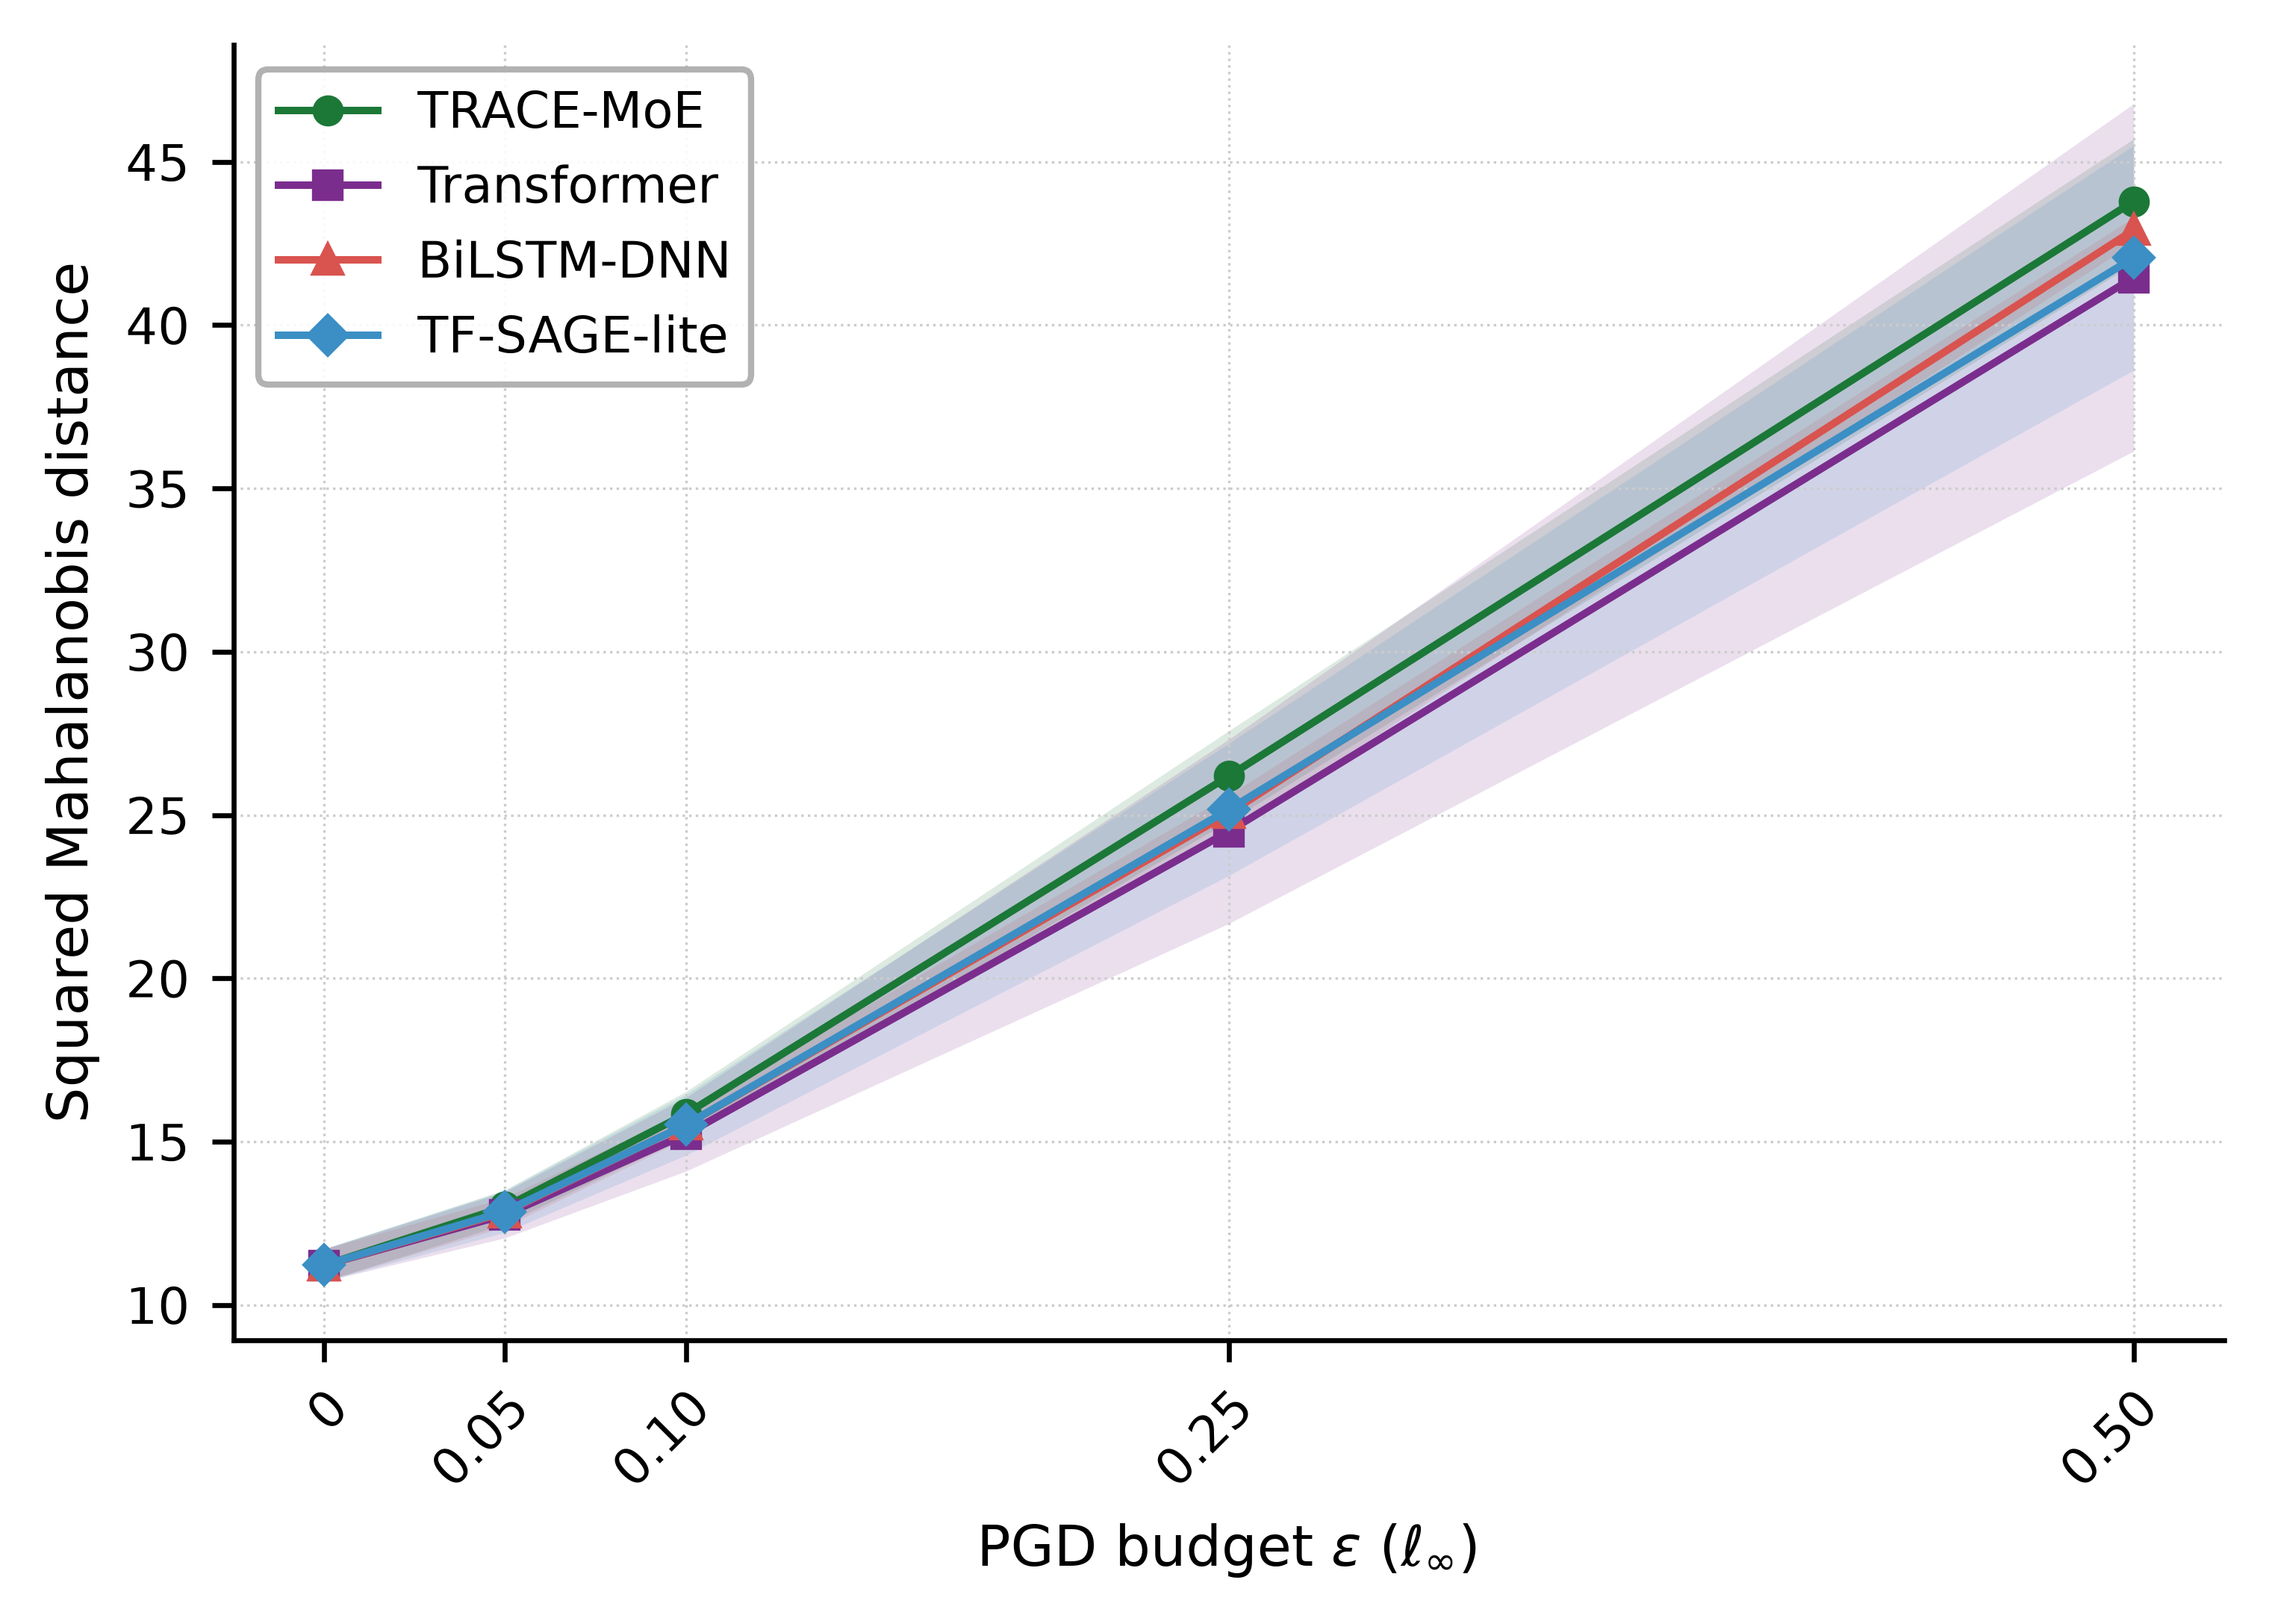 TRACE-MoE
Transformer
BiLSTM-DNN
TF-SAGE-lite
Squared Mahalanobis distance
45
40
35
30
25
20
15
10
0
0.05
0.10
0.25
0.50
PGD budget ε (ℓ∞)